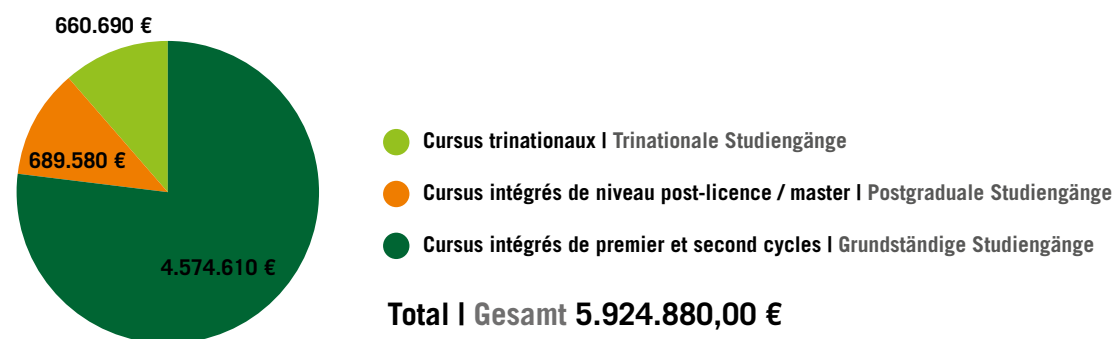 660.690 €
689.580 €
4.574.610 €
Cursus trinationaux I Trinationale Studiengänge
Cursus intégrés de niveau post-licence / master I Postgraduale Studiengänge
Cursus intégrés de premier et second cycles I Grundständige Studiengänge
Total I Gesamt 5.924.880,00 €